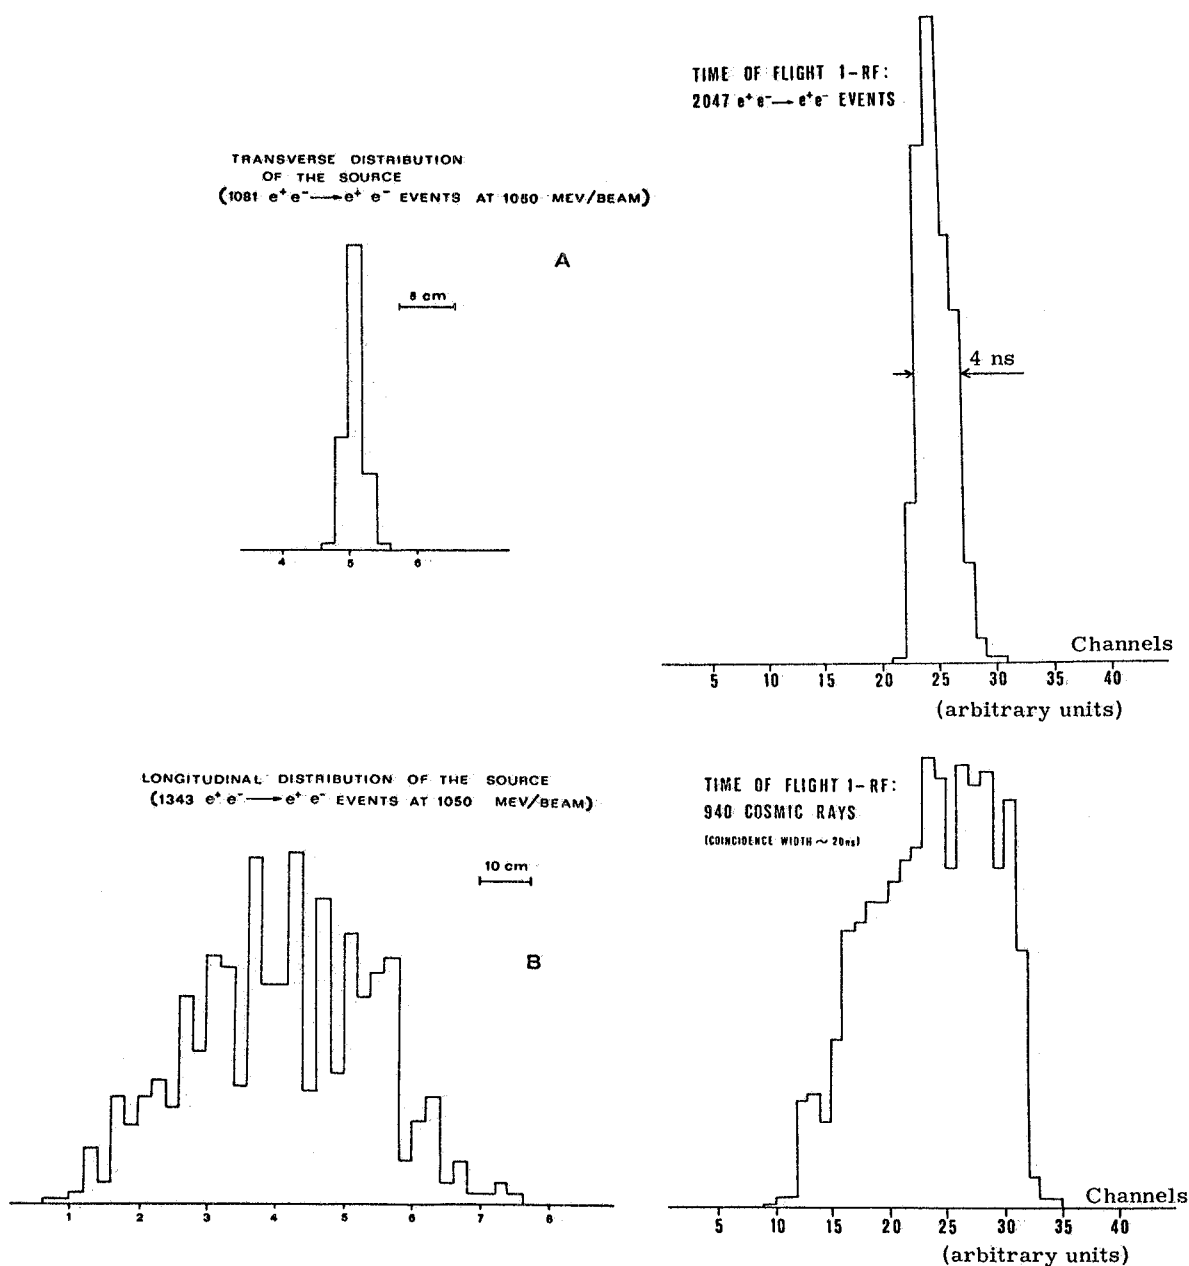 TRANSVERSE DISTRIBUTION
OF THE SOURCE
(1081 e⁺ e⁻ → e⁺ e⁻ EVENTS AT 1050 MEV/BEAM)
A
8 cm
4 5 6
TIME OF FLIGHT 1-RF:
2047 e⁺e⁻ → e⁺e⁻ EVENTS
4 ns
Channels
5 10 15 20 25 30 35 40
(arbitrary units)
LONGITUDINAL DISTRIBUTION OF THE SOURCE
(1343 e⁺ e⁻ → e⁺ e⁻ EVENTS AT 1050 MEV/BEAM)
10 cm
B
1 2 3 4 5 6 7 8
TIME OF FLIGHT 1-RF:
940 COSMIC RAYS
(COINCIDENCE WIDTH ~ 20ns)
Channels
5 10 15 20 25 30 35 40
(arbitrary units)